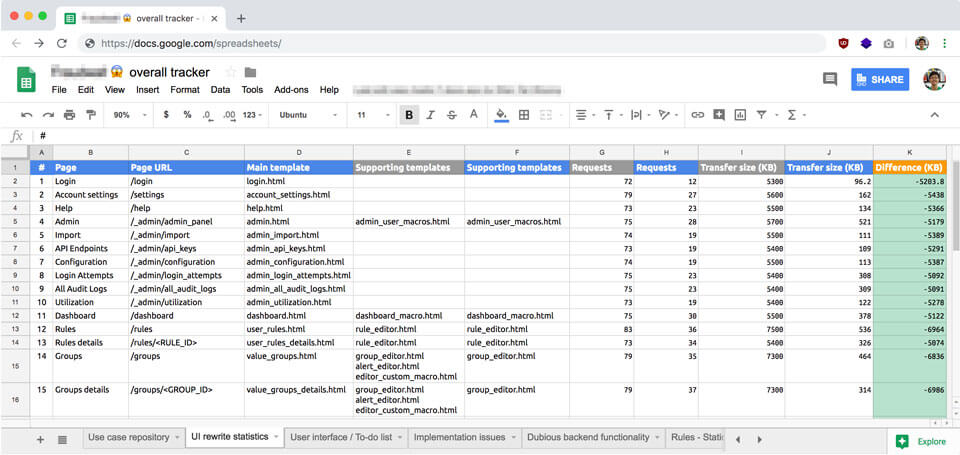 overall tracker -
https://docs.google.com/spreadsheets/
overall tracker
File Edit View Insert Format Data Tools Add-ons Help
SHARE
90% $ % .0 .00 123 Ubuntu 11 B I S A
fx #
A B C D E F G H I J K
1 # Page Page URL Main template Supporting templates Supporting templates Requests Requests Transfer size (KB) Transfer size (KB) Difference (KB)
2 1 Login /login login.html 72 12 5300 96.2 -5203.8
3 2 Account settings /settings account_settings.html 79 27 5600 162 -5438
4 3 Help /help help.html 73 23 5500 134 -5366
5 4 Admin /_admin/admin_panel admin.html admin_user_macros.html admin_user_macros.html 75 28 5700 521 -5179
6 5 Import /_admin/import admin_import.html 74 19 5500 111 -5389
7 6 API Endpoints /_admin/api_keys admin_api_keys.html 73 19 5400 109 -5291
8 7 Configuration /_admin/configuration admin_configuration.html 74 19 5500 113 -5387
9 8 Login Attempts /_admin/login_attempts admin_login_attempts.html 75 23 5400 308 -5092
10 9 All Audit Logs /_admin/all_audit_logs admin_all_audit_logs.html 75 23 5400 309 -5091
11 10 Utilization /_admin/utilization admin_utilization.html 73 19 5400 122 -5278
12 11 Dashboard /dashboard dashboard.html dashboard_macro.html dashboard_macro.html 75 30 5500 378 -5122
13 12 Rules /rules user_rules.html rule_editor.html rule_editor.html 83 36 7500 536 -6964
14 13 Rules details /rules/<RULE_ID> user_rules_details.html rule_editor.html rule_editor.html 73 34 5400 326 -5074
15 14 Groups /groups value_groups.html group_editor.html group_editor.html 79 35 7300 464 -6836
alert_editor.html
editor_custom_macro.html
16 15 Groups details /groups/<GROUP_ID> value_groups_details.html group_editor.html group_editor.html 79 37 7300 314 -6986
alert_editor.html
editor_custom_macro.html
Use case repository UI rewrite statistics User interface / To-do list Implementation issues Dubious backend functionality Rules - Stati
Explore